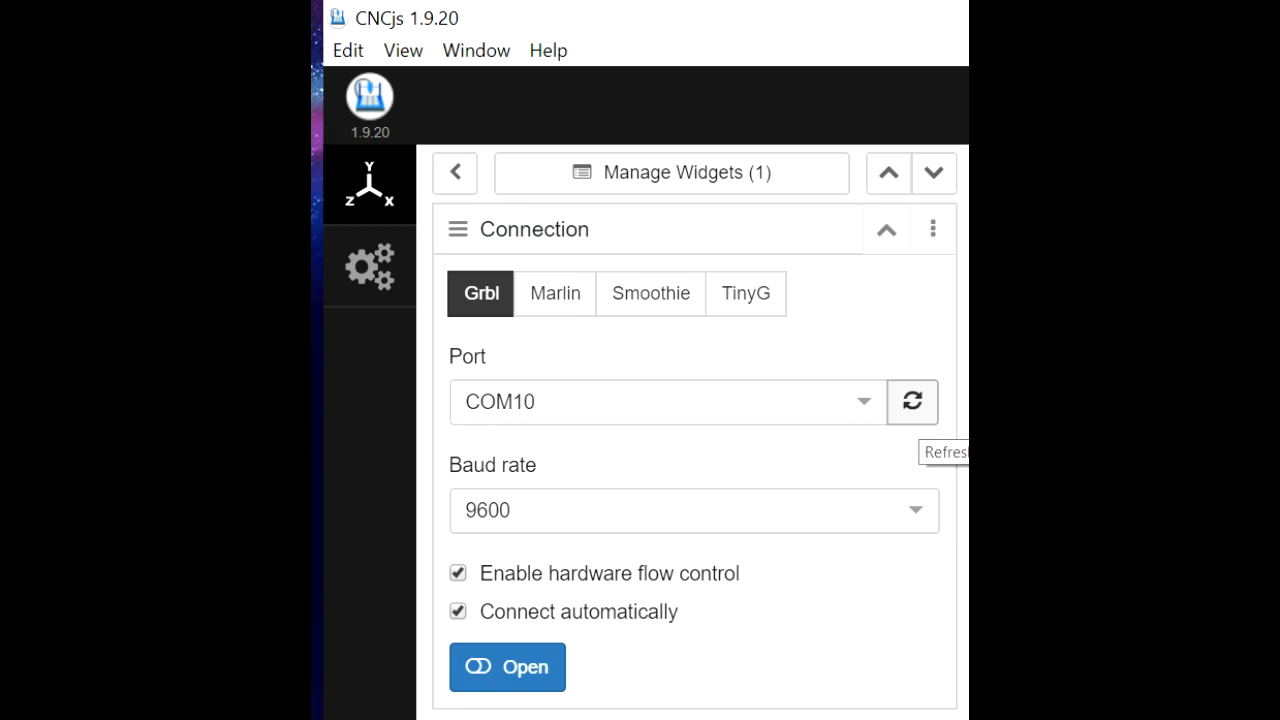 CNCjs 1.9.20
Edit View Window Help
1.9.20
Manage Widgets (1)
Y
Z X
Connection
Grbl Marlin Smoothie TinyG
Port
COM10
Refres
Baud rate
9600
Enable hardware flow control
Connect automatically
Open